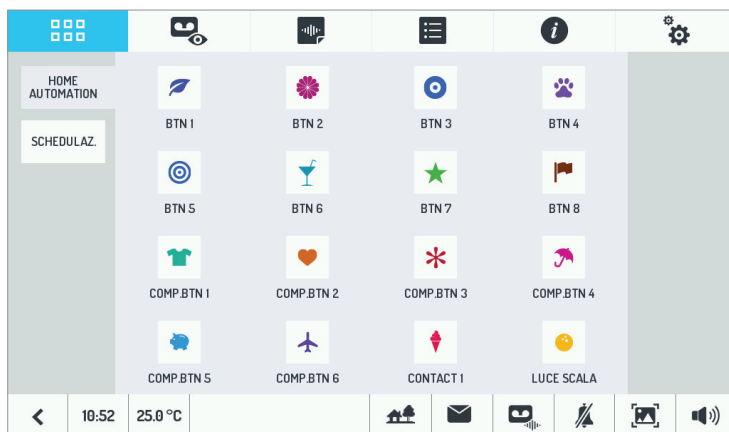 HOME
AUTOMATION
SCHEDULAZ.
BTN 1
BTN 2
BTN 3
BTN 4
BTN 5
BTN 6
BTN 7
BTN 8
COMP.BTN 1
COMP.BTN 2
COMP.BTN 3
COMP.BTN 4
COMP.BTN 5
COMP.BTN 6
CONTACT 1
LUCE SCALA
10:52
25.0 °C